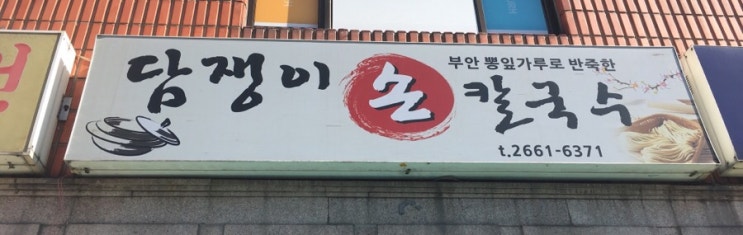 부안 뽕잎가루로 반죽한
담쟁이 손 칼국수
t.2661-6371